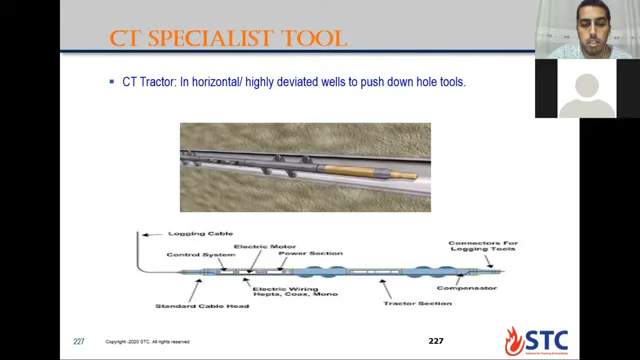 CT SPECIALIST TOOL
CT Tractor: In horizontal/ highly deviated wells to push down hole tools.
Logging Cable
Electric Motor
Control System
Power Section
Connectors For
Logging Tools
Electric Wiring
Hepts, Coax, Mono
Compensator
Standard Cable Head
Tractor Section
227
Copyright -2020 STC, All rights reserved
227
STC